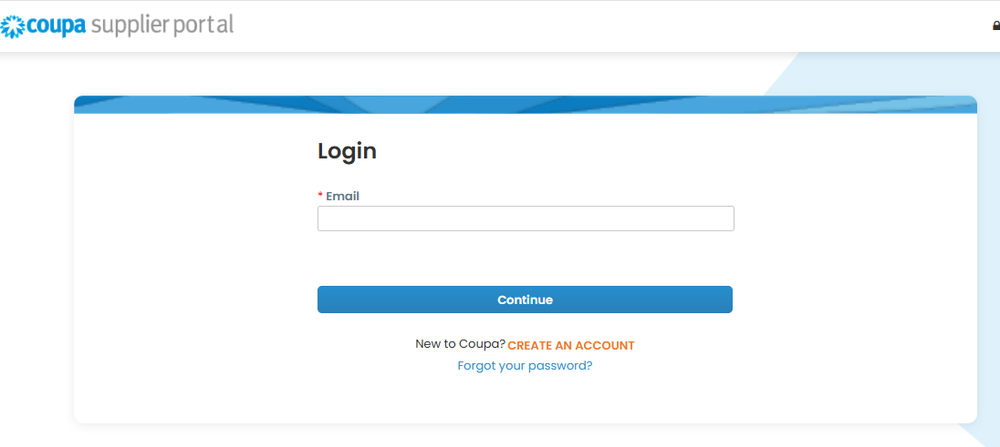 coupa supplier portal
Login
* Email
Continue
New to Coupa? CREATE AN ACCOUNT
Forgot your password?